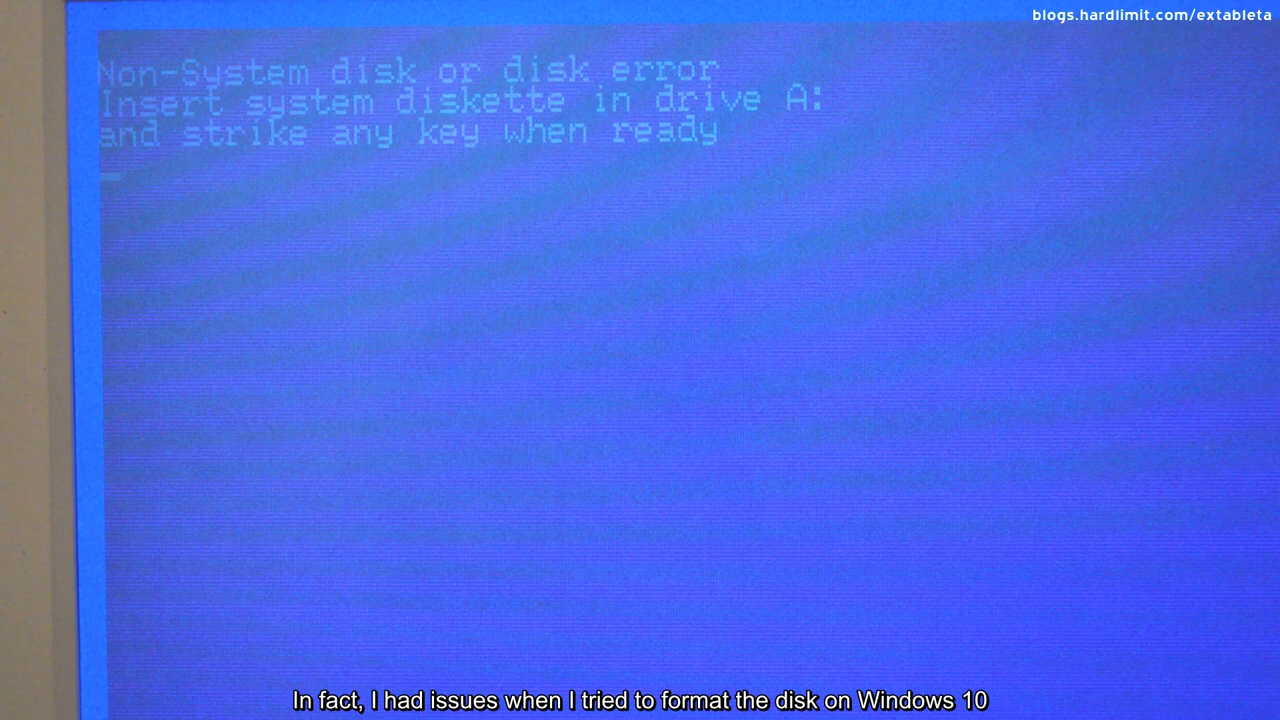 blogs.hardlimit.com/extableta
Non-System disk or disk error
Insert system diskette in drive A:
and strike any key when ready
In fact, I had issues when I tried to format the disk on Windows 10